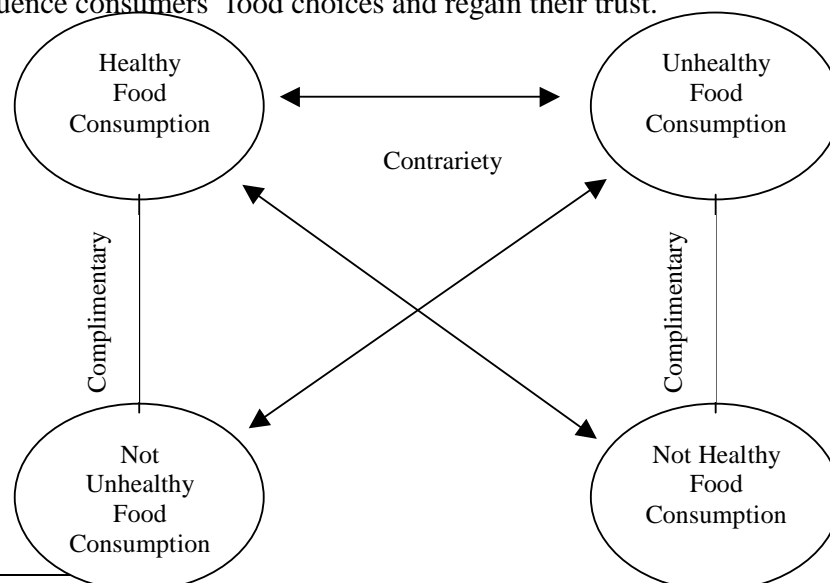 uence consumers' food choices and regain their trust.
Healthy
Food
Consumption
Unhealthy
Food
Consumption
Contrariety
Complimentary
Complimentary
Not
Unhealthy
Food
Consumption
Not Healthy
Food
Consumption